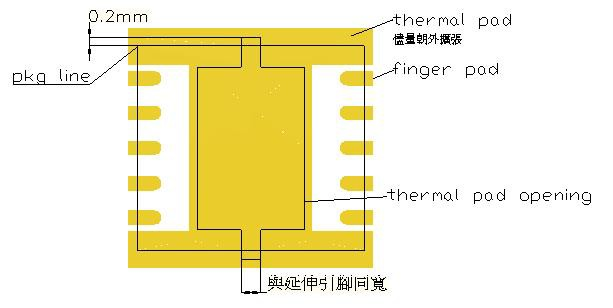 0.2mm
thermal pad
儘量朝外擴張
pkg line
finger pad
thermal pad opening
與延伸引腳同寬